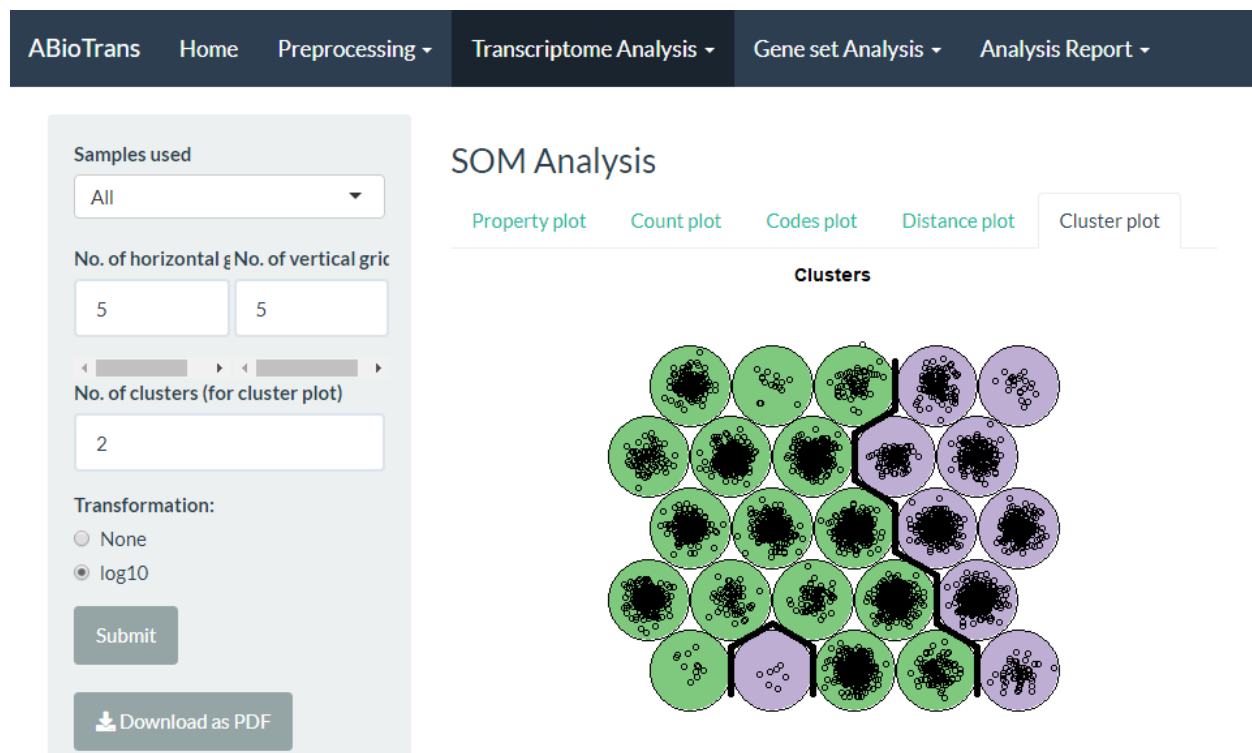 ABioTrans Home Preprocessing Transcriptome Analysis Gene set Analysis Analysis Report
Samples used
All
No. of horizontal g No. of vertical gric
5 5
No. of clusters (for cluster plot)
2
Transformation:
None
log10
Submit
Download as PDF
SOM Analysis
Property plot Count plot Codes plot Distance plot Cluster plot
Clusters